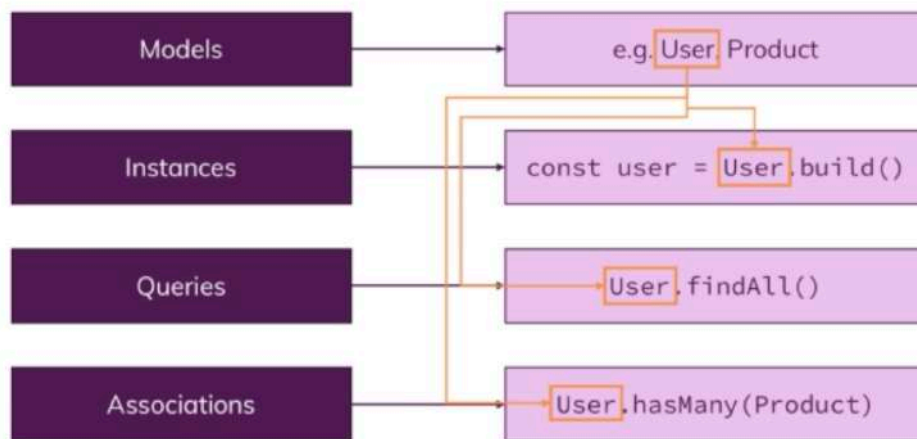 Models
e.g. User, Product
Instances
const user = User.build()
Queries
User.findAll()
Associations
User.hasMany(Product)